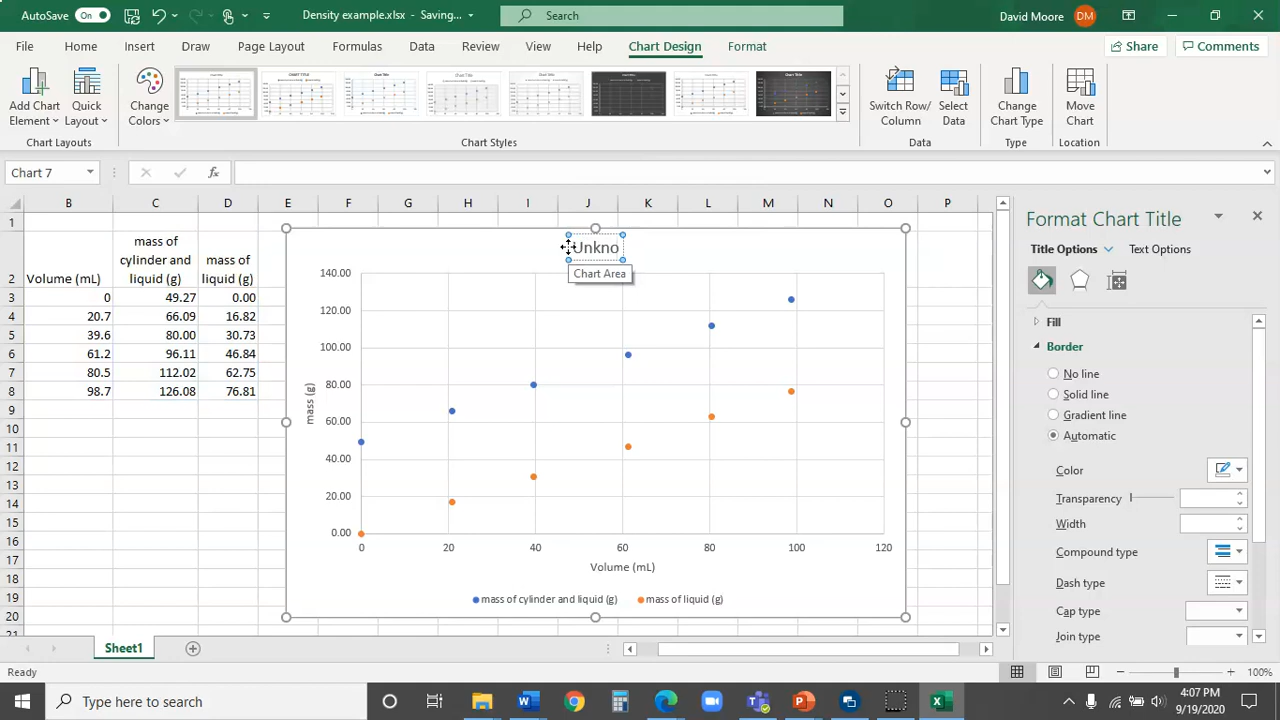 AutoSave On Density example.xlsx - Saving... Search David Moore DM
File Home Insert Draw Page Layout Formulas Data Review View Help Chart Design Format Share Comments
Add Chart Element Quick Layout Change Colors Switch Row/ Column Select Data Change Chart Type Move Chart
Chart Layouts Chart Styles Data Type Location
Chart 7 fx
B C D E F G H I J K L M N O P
1
2 Volume (mL) mass of cylinder and liquid (g) mass of liquid (g)
3 0 49.27 0.00
4 20.7 66.09 16.82
5 39.6 80.00 30.73
6 61.2 96.11 46.84
7 80.5 112.02 62.75
8 98.7 126.08 76.81
9
10
11
12
13
14
15
16
17
18
19
20
21
Unkno
Chart Area
140.00
120.00
100.00
80.00
60.00
40.00
20.00
0.00
mass (g)
0 20 40 60 80 100 120
Volume (mL)
mass of cylinder and liquid (g) mass of liquid (g)
Format Chart Title
Title Options Text Options
Fill
Border
No line
Solid line
Gradient line
Automatic
Color
Transparency
Width
Compound type
Dash type
Cap type
Join type
Sheet1
Ready 100%
Type here to search 4:07 PM
9/19/2020